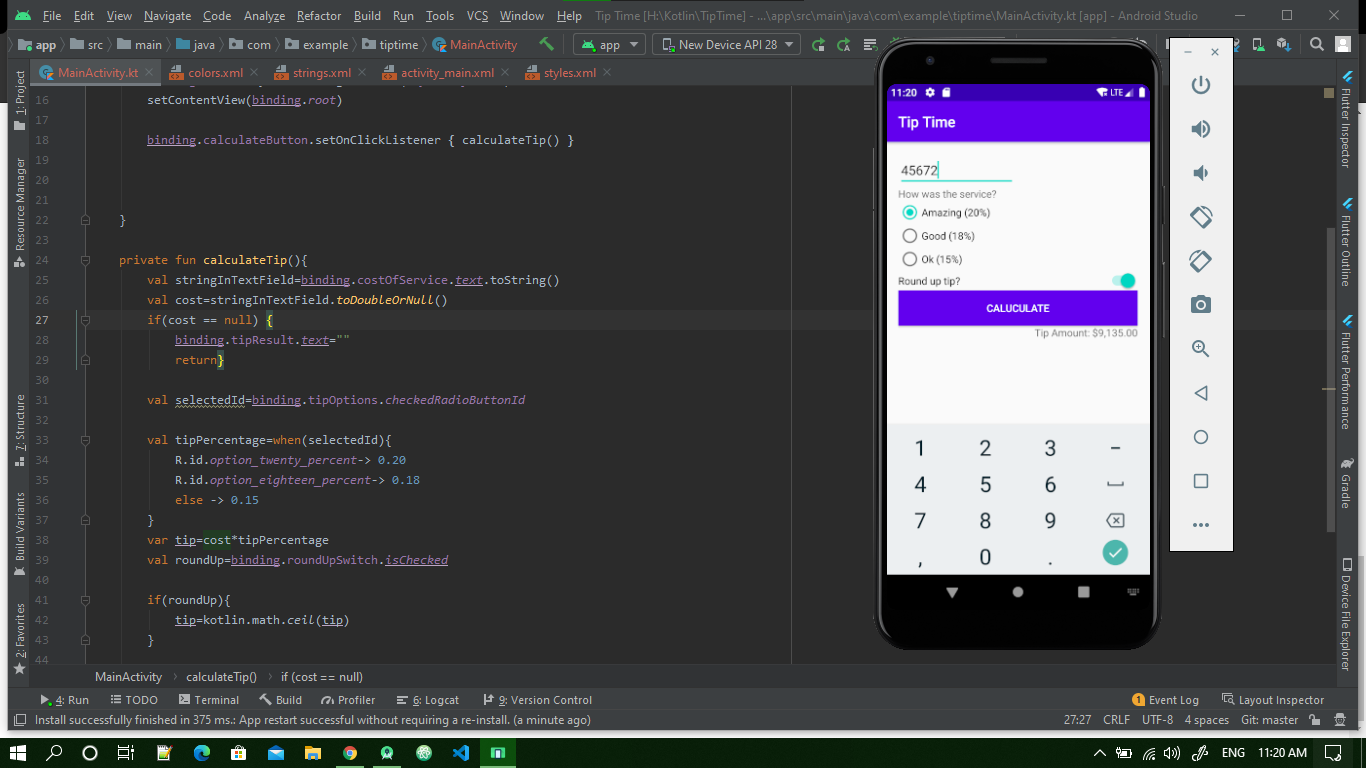 File Edit View Navigate Code Analyze Refactor Build Run Tools VCS Window Help Tip Time [H:\Kotlin\TipTime] - ...\app\src\main\java\com\example\tiptime\MainActivity.kt [app] - Android Studio
app src main java com example tiptime MainActivity app New Device API 28
MainActivity.kt colors.xml strings.xml activity_main.xml styles.xml
1: Project
Resource Manager
7: Structure
Build Variants
2: Favorites
16 setContentView(binding.root)
17
18 binding.calculateButton.setOnClickListener { calculateTip() }
19
20
21
22 }
23
24 private fun calculateTip(){
25 val stringInTextField=binding.costOfService.text.toString()
26 val cost=stringInTextField.toDoubleOrNull()
27 if(cost == null) {
28 binding.tipResult.text=""
29 return}
30
31 val selectedId=binding.tipOptions.checkedRadioButtonId
32
33 val tipPercentage=when(selectedId){
34 R.id.option_twenty_percent-> 0.20
35 R.id.option_eighteen_percent-> 0.18
36 else -> 0.15
37 }
38 var tip=cost*tipPercentage
39 val roundUp=binding.roundUpSwitch.isChecked
40
41 if(roundUp){
42 tip=kotlin.math.ceil(tip)
43 }
44
11:20 LTE
Tip Time
45672
How was the service?
Amazing (20%)
Good (18%)
Ok (15%)
Round up tip?
CALUCULATE
Tip Amount: $9,135.00
1 2 3 -
4 5 6
7 8 9
, 0 .
Flutter Inspector
Flutter Outline
Flutter Performance
Gradle
Device File Explorer
MainActivity calculateTip() if (cost == null)
4: Run TODO Terminal Build Profiler 6: Logcat 9: Version Control 1 Event Log Layout Inspector
Install successfully finished in 375 ms.: App restart successful without requiring a re-install. (a minute ago) 27:27 CRLF UTF-8 4 spaces Git: master
ENG 11:20 AM